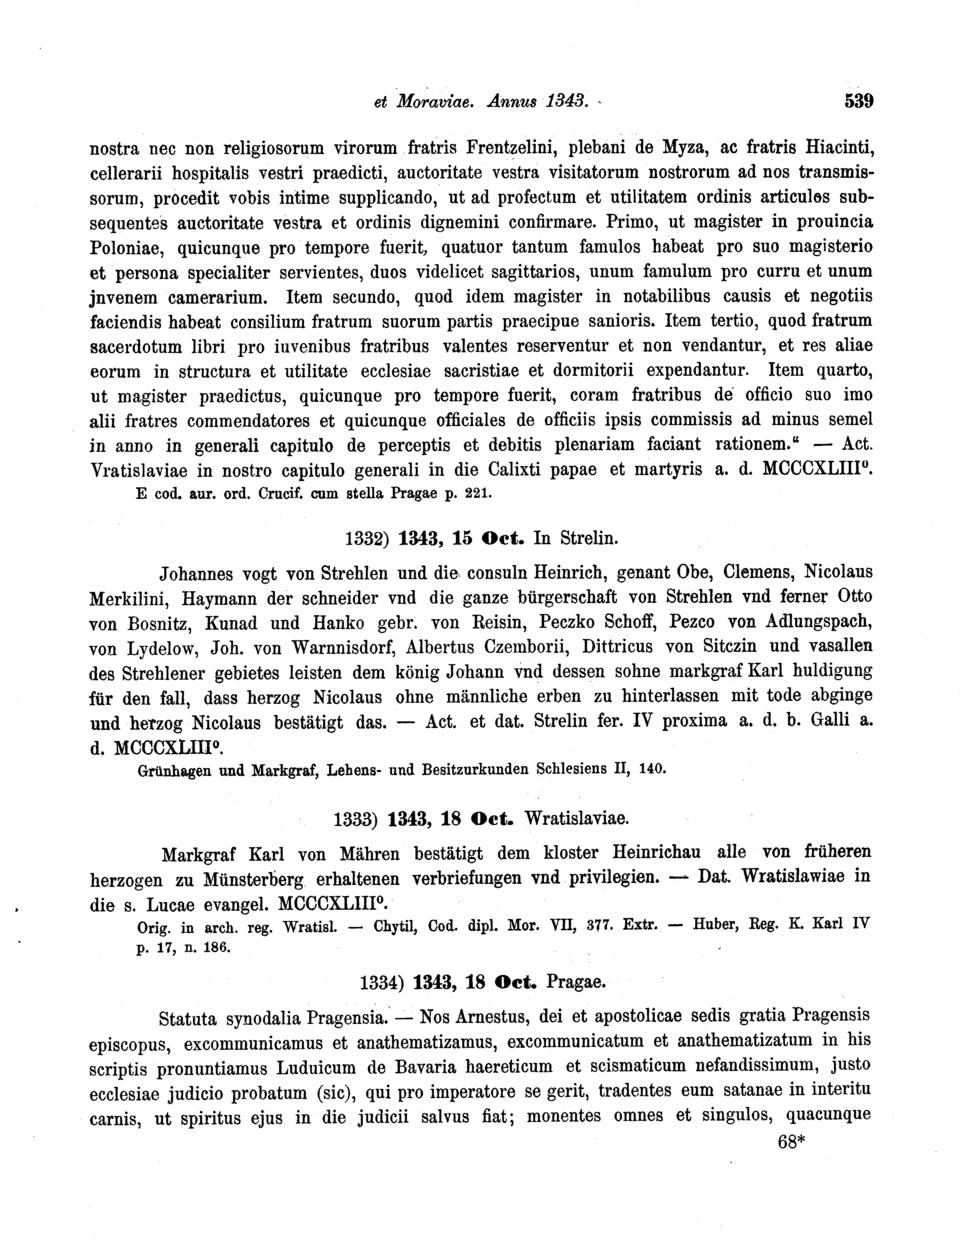 et Moraviae. Annus 1343. 539
nostra nec non religiosorum virorum fratris Frentzelini, plebani de Myza, ac fratris Hiacinti,
cellerarii hospitalis vestri praedicti, auctoritate vestra visitatorum nostrorum ad nos transmis-
sorum, procedit vobis intime supplicando, ut ad profectum et utilitatem ordinis articules sub-
sequentes auctoritate vestra et ordinis dignemini confirmare. Primo, ut magister in prouincia
Poloniae, quicunque pro tempore fuerit, quatuor tantum famulos habeat pro suo magisterio
et persona specialiter servientes, duos videlicet sagittarios, unum famulum pro curru et unum
jnvenem camerarium. Item secundo, quod idem magister in notabilibus causis et negotiis
faciendis habeat consilium fratrum suorum partis praecipue sanioris. Item tertio, quod fratrum
sacerdotum libri pro iuvenibus fratribus valentes reserventur et non vendantur, et res aliae
eorum in structura et utilitate ecclesiae sacristiae et dormitorii expendantur. Item quarto,
ut magister praedictus, quicunque pro tempore fuerit, coram fratribus de officio suo imo
alii fratres commendatores et quicunque officiales de officiis ipsis commissis ad minus semel
in anno in generali capitulo de perceptis et debitis plenariam faciant rationem.“ — Act.
Vratislaviae in nostro capitulo generali in die Calixti papae et martyris a. d. MCCCXLIIIº.
E cod. aur. ord. Crucif. cum stella Pragae p. 221.
1332) 1343, 15 Oct. In Strelin.
Johannes vogt von Strehlen und die consuln Heinrich, genant Obe, Clemens, Nicolaus
Merkilini, Haymann der schneider vnd die ganze bürgerschaft von Strehlen vnd ferner Otto
von Bosnitz, Kunad und Hanko gebr. von Reisin, Peczko Schoff, Pezco von Adlungspach,
von Lydelow, Joh. von Warnnisdorf, Albertus Czemborii, Dittricus von Sitczin und vasallen
des Strehlener gebietes leisten dem könig Johann vnd dessen sohne markgraf Karl huldigung
für den fall, dass herzog Nicolaus ohne männliche erben zu hinterlassen mit tode abginge
und herzog Nicolaus bestätigt das. — Act. et dat. Strelin fer. IV proxima a. d. b. Galli a.
d. MCCCXLIIIº.
Grünhagen und Markgraf, Lehens- und Besitzurkunden Schlesiens II, 140.
1333) 1343, 18 Oct. Wratislaviae.
Markgraf Karl von Mähren bestätigt dem kloster Heinrichau alle von früheren
herzogen zu Münsterberg erhaltenen verbriefungen vnd privilegien. — Dat. Wratislawiae in
die s. Lucae evangel. MCCCXLIIIº.
Orig. in arch. reg. Wratisl. — Chytil, Cod. dipl. Mor. VII, 377. Extr. — Huber, Reg. K. Karl IV
p. 17, n. 186.
1334) 1343, 18 Oct. Pragae.
Statuta synodalia Pragensia. — Nos Arnestus, dei et apostolicae sedis gratia Pragensis
episcopus, excommunicamus et anathematizamus, excommunicatum et anathematizatum in his
scriptis pronuntiamus Luduicum de Bavaria haereticum et scismaticum nefandissimum, justo
ecclesiae judicio probatum (sic), qui pro imperatore se gerit, tradentes eum satanae in interitu
carnis, ut spiritus ejus in die judicii salvus fiat; monentes omnes et singulos, quacunque
68*